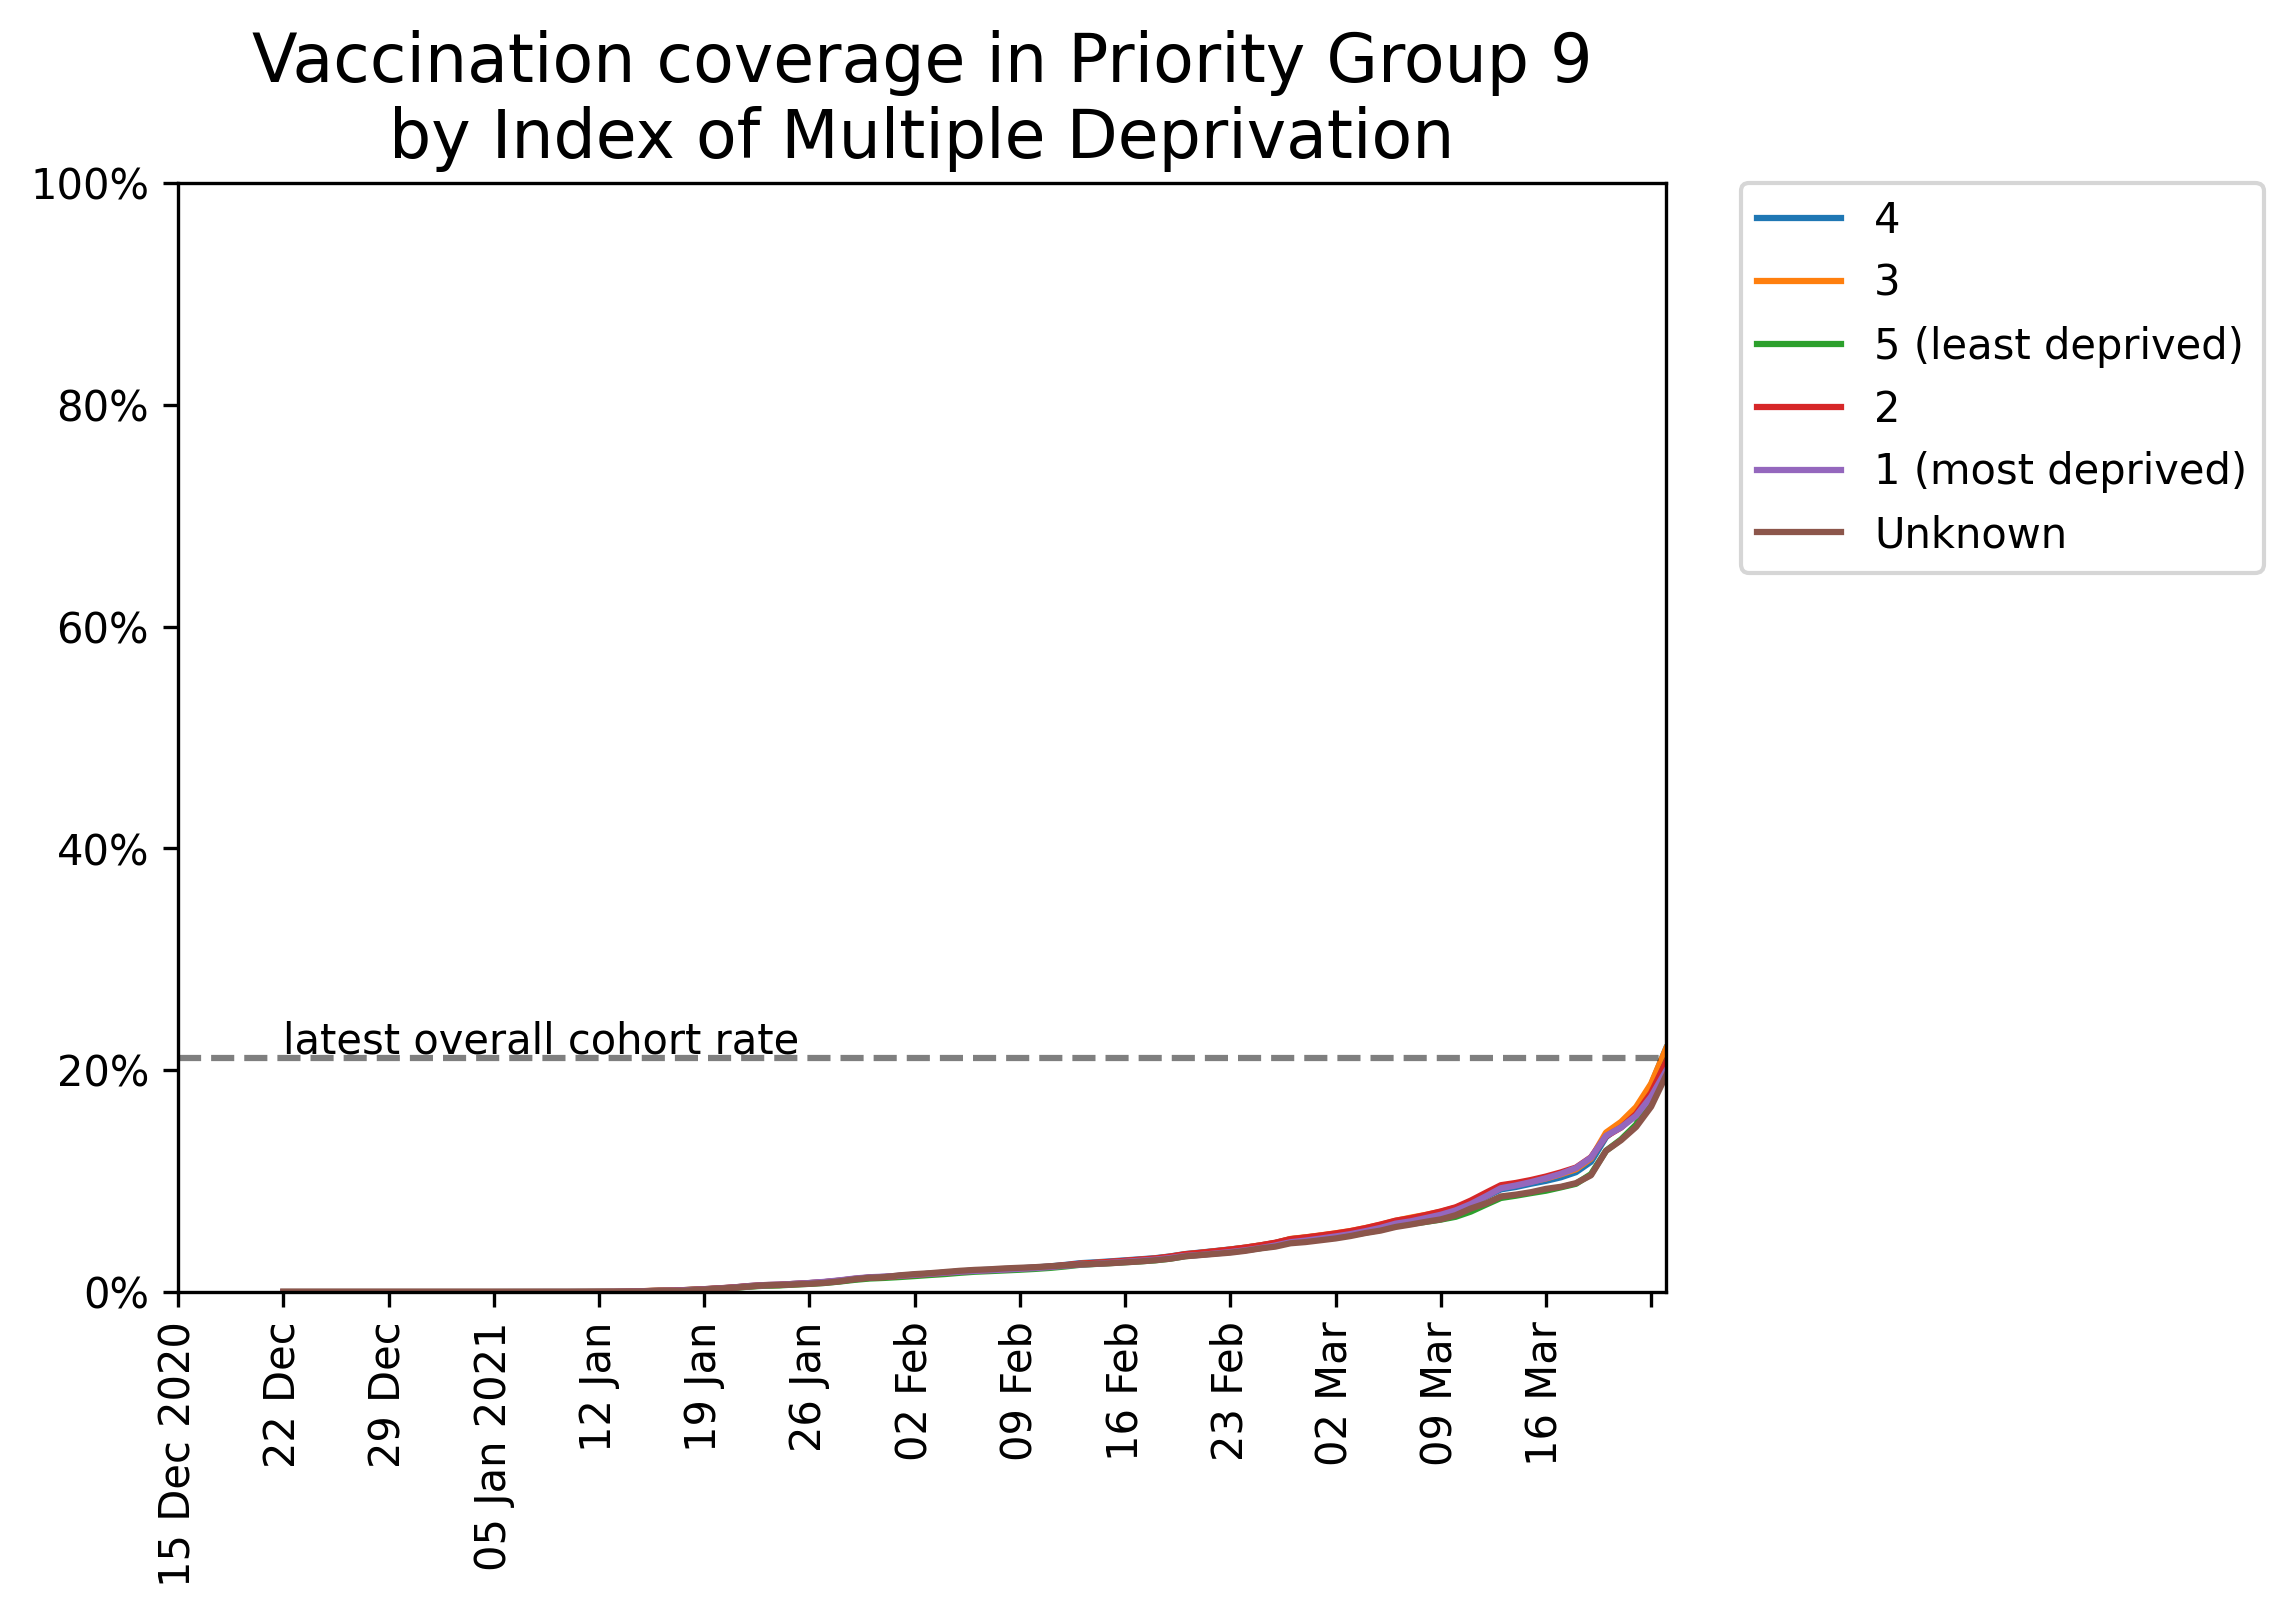 Vaccination coverage in Priority Group 9
by Index of Multiple Deprivation
100%
80%
60%
40%
20%
0%
latest overall cohort rate
15 Dec 2020
22 Dec
29 Dec
05 Jan 2021
12 Jan
19 Jan
26 Jan
02 Feb
09 Feb
16 Feb
23 Feb
02 Mar
09 Mar
16 Mar
4
3
5 (least deprived)
2
1 (most deprived)
Unknown